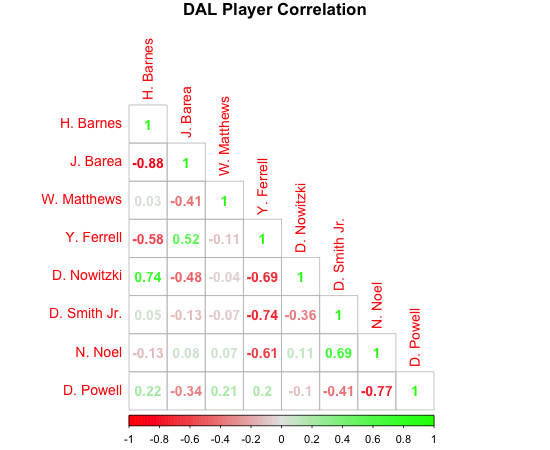 DAL Player Correlation
H. Barnes
J. Barea
W. Matthews
Y. Ferrell
D. Nowitzki
D. Smith Jr.
N. Noel
D. Powell
H. Barnes 1
J. Barea -0.88 1
W. Matthews 0.03 -0.41 1
Y. Ferrell -0.58 0.52 -0.11 1
D. Nowitzki 0.74 -0.48 -0.04 -0.69 1
D. Smith Jr. 0.05 -0.13 -0.07 -0.74 -0.36 1
N. Noel -0.13 0.08 0.07 -0.61 0.11 0.69 1
D. Powell 0.22 -0.34 0.21 0.2 -0.1 -0.41 -0.77 1
-1 -0.8 -0.6 -0.4 -0.2 0 0.2 0.4 0.6 0.8 1